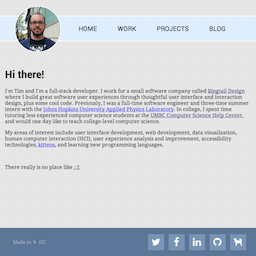 HOME WORK PROJECTS BLOG
Hi there!
I'm Tim and I'm a full-stack developer. I work for a small software company called Ringtail Design
where I build great software user experiences through thoughtful user interface and interaction
design, plus some cool code. Previously, I was a full-time software engineer and three-time summer
intern with the Johns Hopkins University Applied Physics Laboratory. In college, I spent time
tutoring less experienced computer science students at the UMBC Computer Science Help Center,
and would one day like to teach college-level computer science.
My areas of interest include user interface development, web development, data visualization,
human computer interaction (HCI), user experience analysis and improvement, accessibility
technologies, kittens, and learning new programming languages.
There really is no place like ::1
Made in DC.